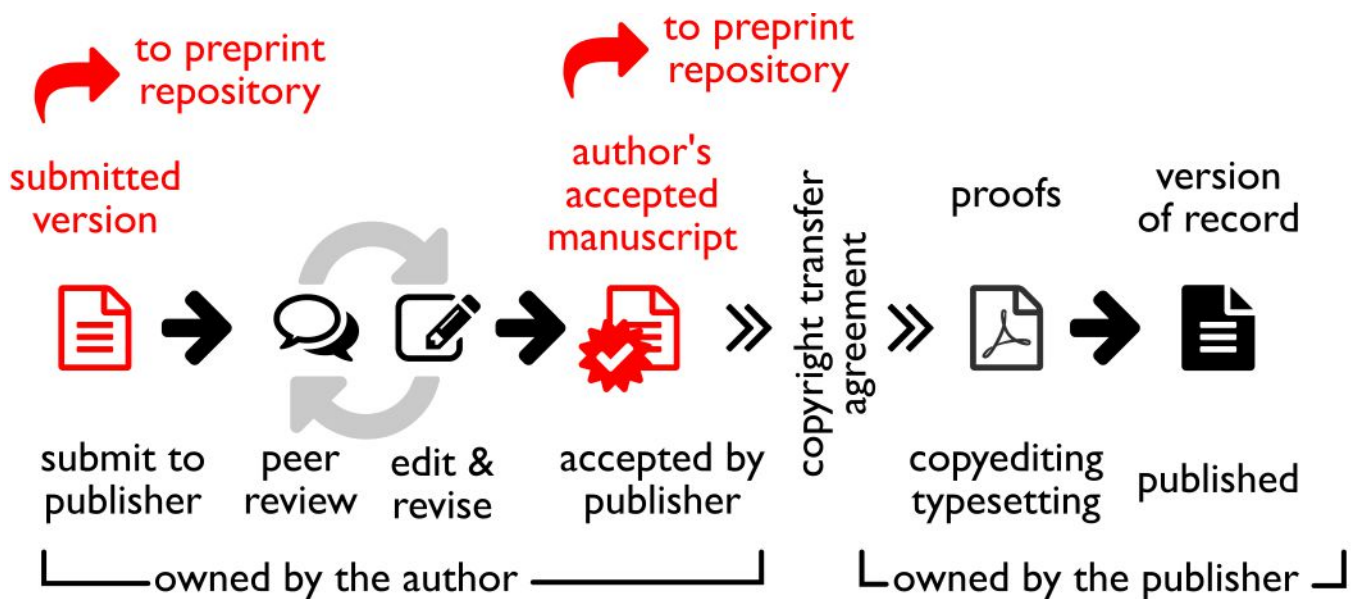 to preprint
repository
submitted
version
to preprint
repository
author's
accepted
manuscript
copyright transfer
agreement
proofs
version
of record
submit to
publisher
peer
review
edit &
revise
accepted by
publisher
copyediting
typesetting
published
owned by the author
owned by the publisher